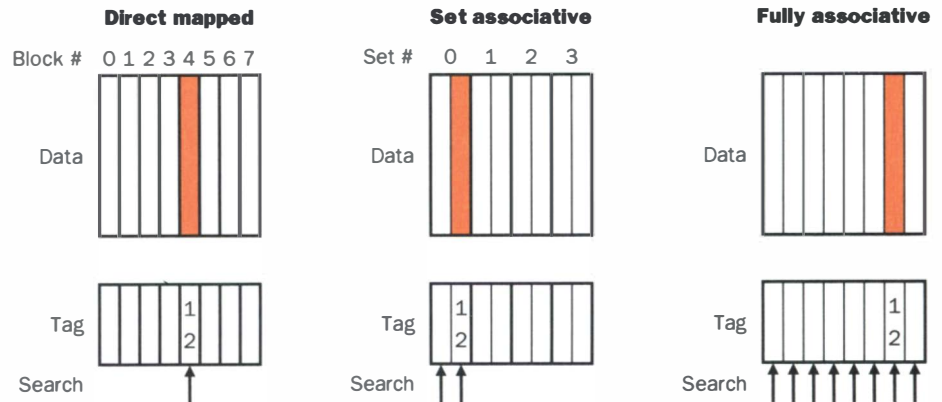 Direct mapped
Block # 0 1 2 3 4 5 6 7
Data
Tag
1
2
Search
Set associative
Set # 0 1 2 3
Data
Tag
1
2
Search
Fully associative
Data
Tag
1
2
Search